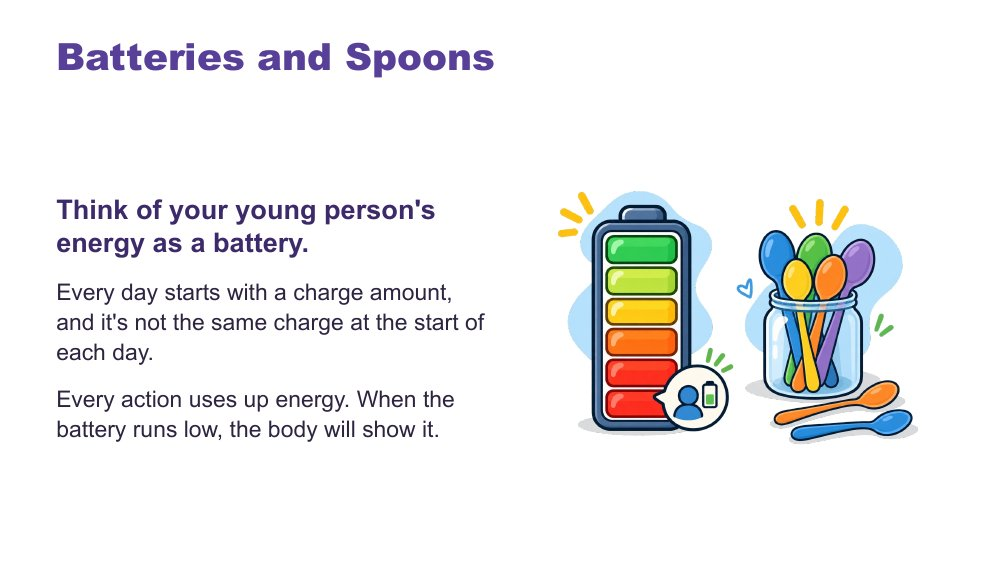 Batteries and Spoons
Think of your young person's
energy as a battery.
Every day starts with a charge amount,
and it's not the same charge at the start of
each day.
Every action uses up energy. When the
battery runs low, the body will show it.